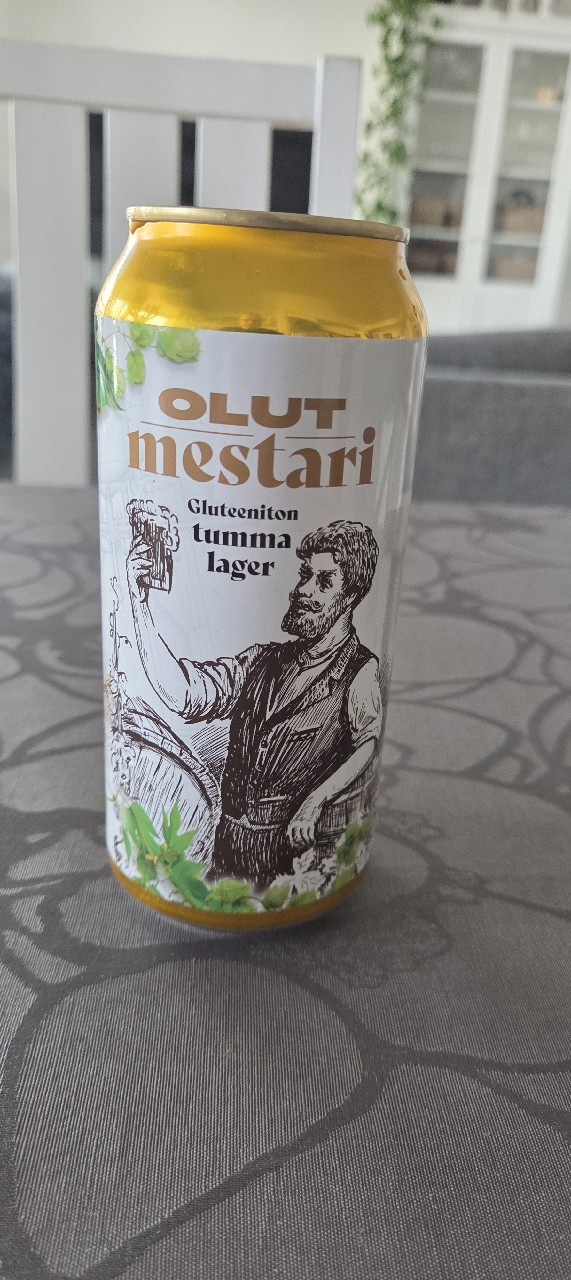 OLUT
mestari
Gluteeniton
tumma
lager